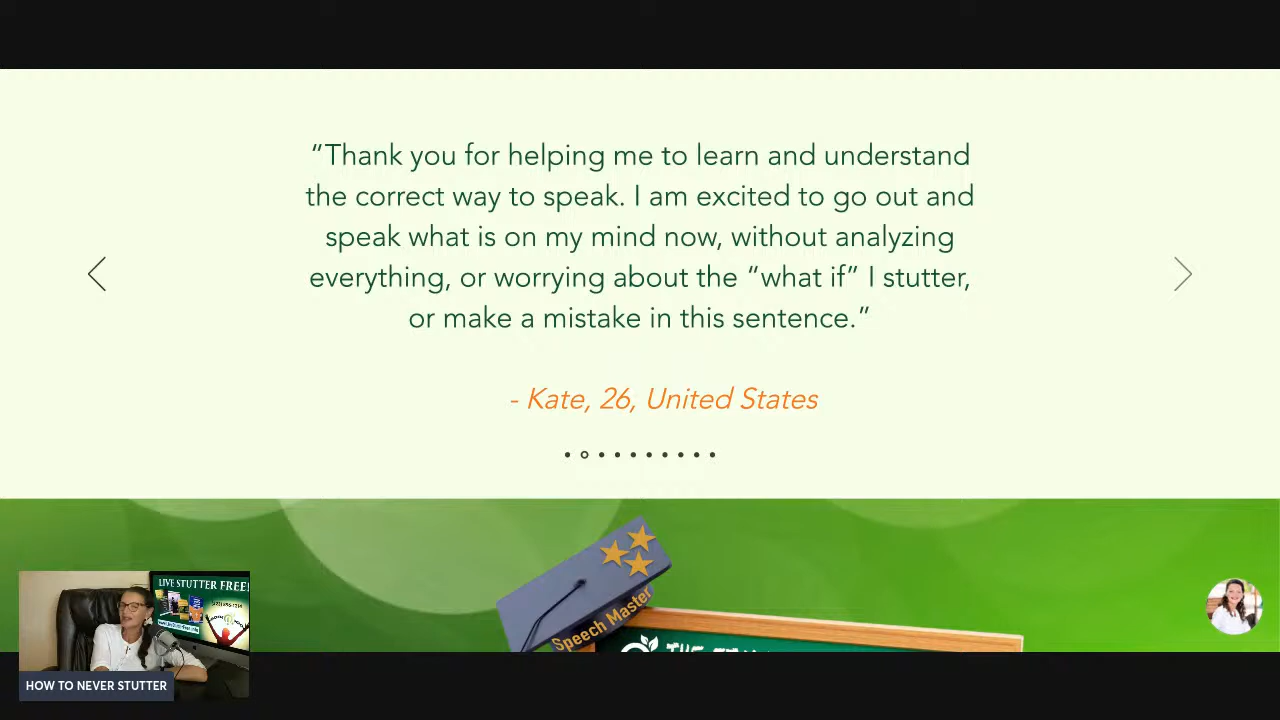 “Thank you for helping me to learn and understand
the correct way to speak. I am excited to go out and
speak what is on my mind now, without analyzing
everything, or worrying about the “what if” I stutter,
or make a mistake in this sentence.”
- Kate, 26, United States
Speech Master
LIVE STUTTER FREE!
HOW TO NEVER STUTTER